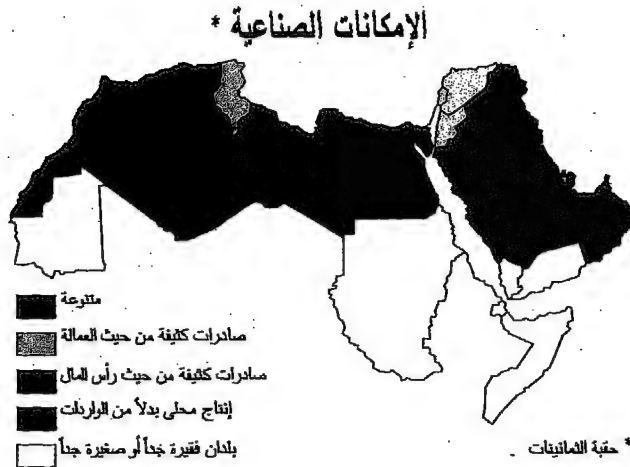 الإمكانات الصناعية *
متنوعة
صادرات كثيفة من حيث العمالة
صادرات كثيفة من حيث رأس المال
إنتاج محلى بدلاً من الواردات
بلدان فقيرة جداً أو صغيرة جداً
* حقبة الثمانينات